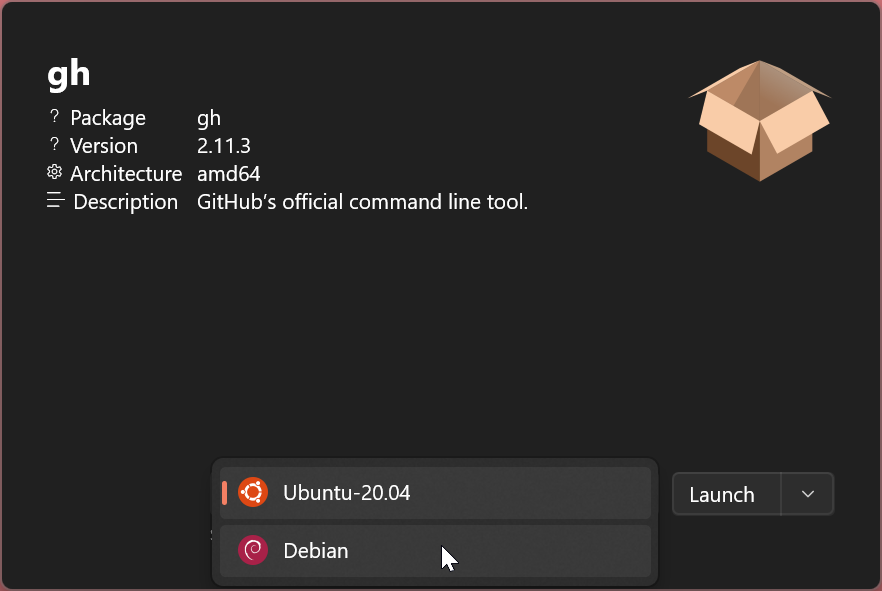 gh
? Package gh
? Version 2.11.3
Architecture amd64
Description GitHub's official command line tool.
Ubuntu-20.04
Launch
Debian